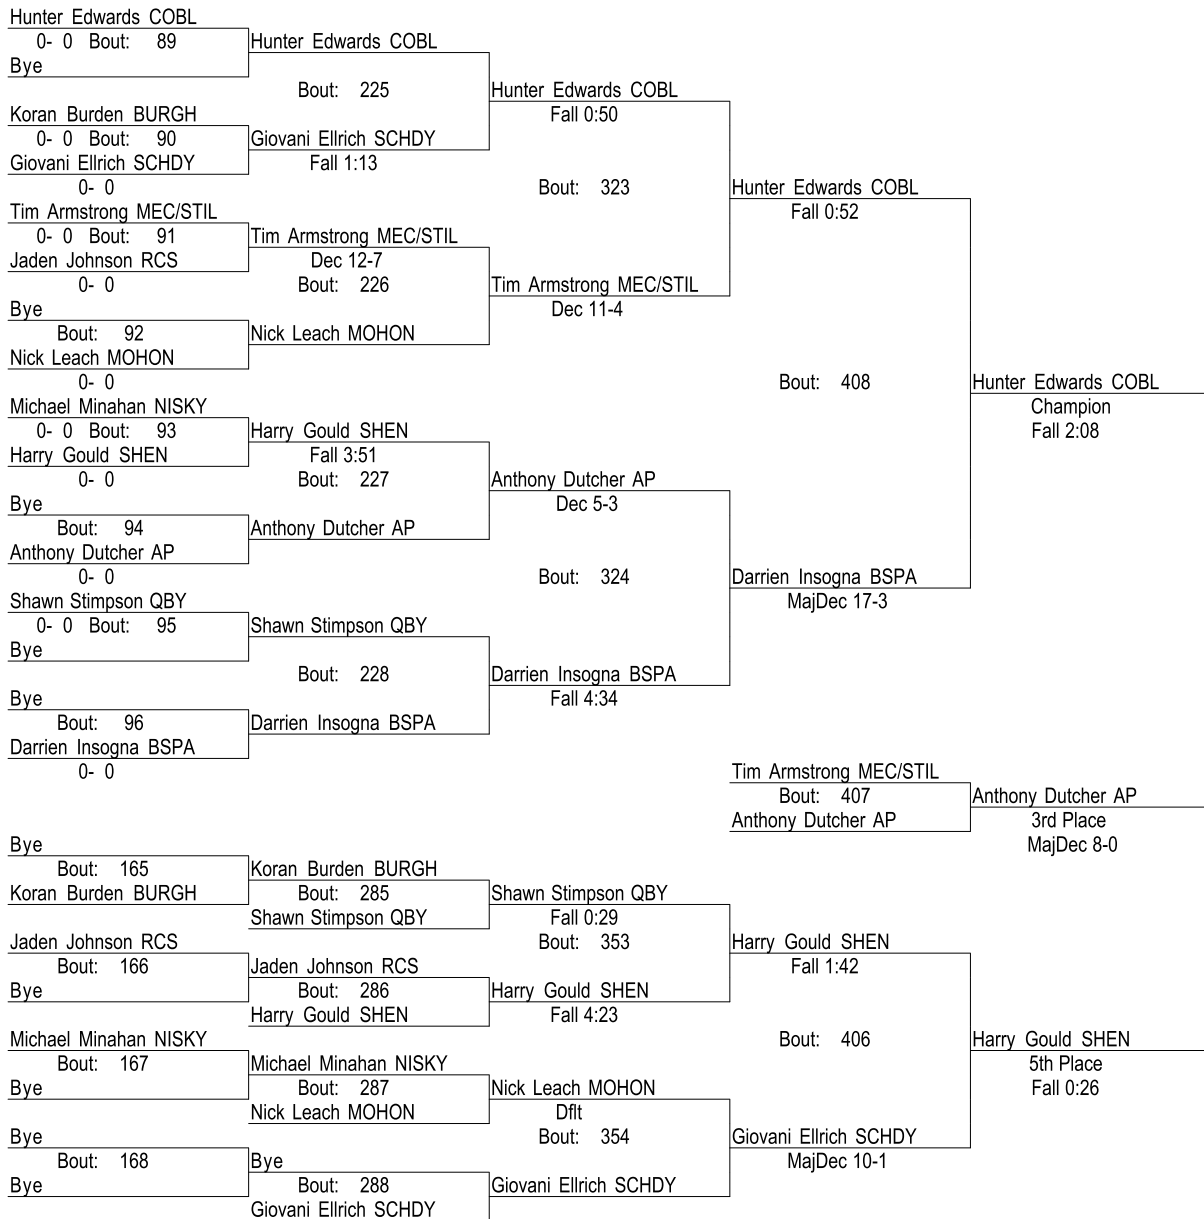 Hunter Edwards COBL
0- 0 Bout: 89
Bye
Hunter Edwards COBL
Bout: 225
Koran Burden BURGH
0- 0 Bout: 90
Giovani Ellrich SCHDY
0- 0
Giovani Ellrich SCHDY
Fall 1:13
Hunter Edwards COBL
Fall 0:50
Bout: 323
Tim Armstrong MEC/STIL
0- 0 Bout: 91
Jaden Johnson RCS
0- 0
Tim Armstrong MEC/STIL
Dec 12-7
Bout: 226
Bye
Bout: 92
Nick Leach MOHON
0- 0
Nick Leach MOHON
Tim Armstrong MEC/STIL
Dec 11-4
Hunter Edwards COBL
Fall 0:52
Bout: 408
Michael Minahan NISKY
0- 0 Bout: 93
Harry Gould SHEN
0- 0
Harry Gould SHEN
Fall 3:51
Bout: 227
Bye
Bout: 94
Anthony Dutcher AP
0- 0
Anthony Dutcher AP
Anthony Dutcher AP
Dec 5-3
Bout: 324
Shawn Stimpson QBY
0- 0 Bout: 95
Bye
Shawn Stimpson QBY
Bout: 228
Bye
Bout: 96
Darrien Insogna BSPA
0- 0
Darrien Insogna BSPA
Darrien Insogna BSPA
Fall 4:34
Darrien Insogna BSPA
MajDec 17-3
Hunter Edwards COBL
Champion
Fall 2:08
Tim Armstrong MEC/STIL
Bout: 407
Anthony Dutcher AP
Anthony Dutcher AP
3rd Place
MajDec 8-0
Bye
Bout: 165
Koran Burden BURGH
Koran Burden BURGH
Bout: 285
Shawn Stimpson QBY
Shawn Stimpson QBY
Fall 0:29
Bout: 353
Jaden Johnson RCS
Bout: 166
Bye
Jaden Johnson RCS
Bout: 286
Harry Gould SHEN
Harry Gould SHEN
Fall 4:23
Harry Gould SHEN
Fall 1:42
Bout: 406
Michael Minahan NISKY
Bout: 167
Bye
Michael Minahan NISKY
Bout: 287
Nick Leach MOHON
Nick Leach MOHON
Dflt
Bout: 354
Bye
Bout: 168
Bye
Bye
Bout: 288
Giovani Ellrich SCHDY
Giovani Ellrich SCHDY
Giovani Ellrich SCHDY
MajDec 10-1
Harry Gould SHEN
5th Place
Fall 0:26